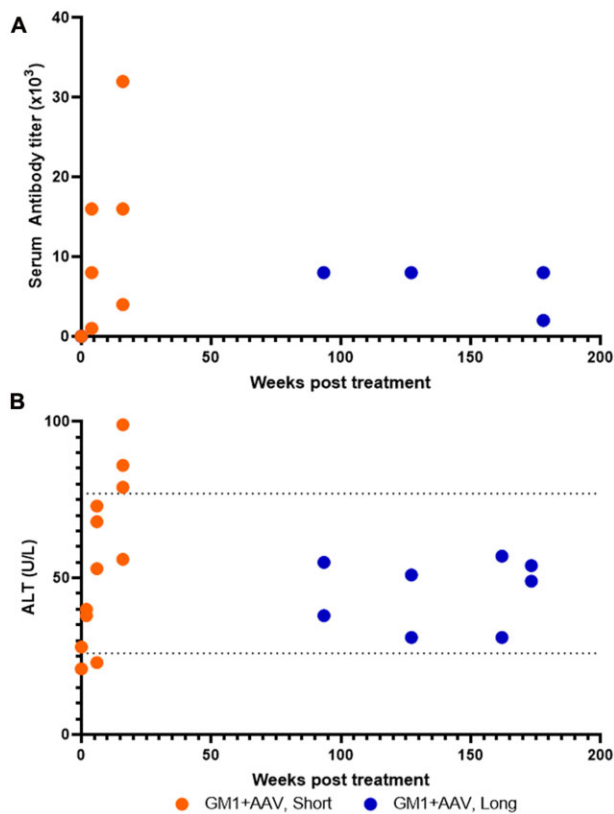 A
Serum Antibody titer (x10³)
40
30
20
10
0
0 50 100 150 200
Weeks post treatment
B
ALT (U/L)
100
50
0
0 50 100 150 200
Weeks post treatment
GM1+AAV, Short GM1+AAV, Long